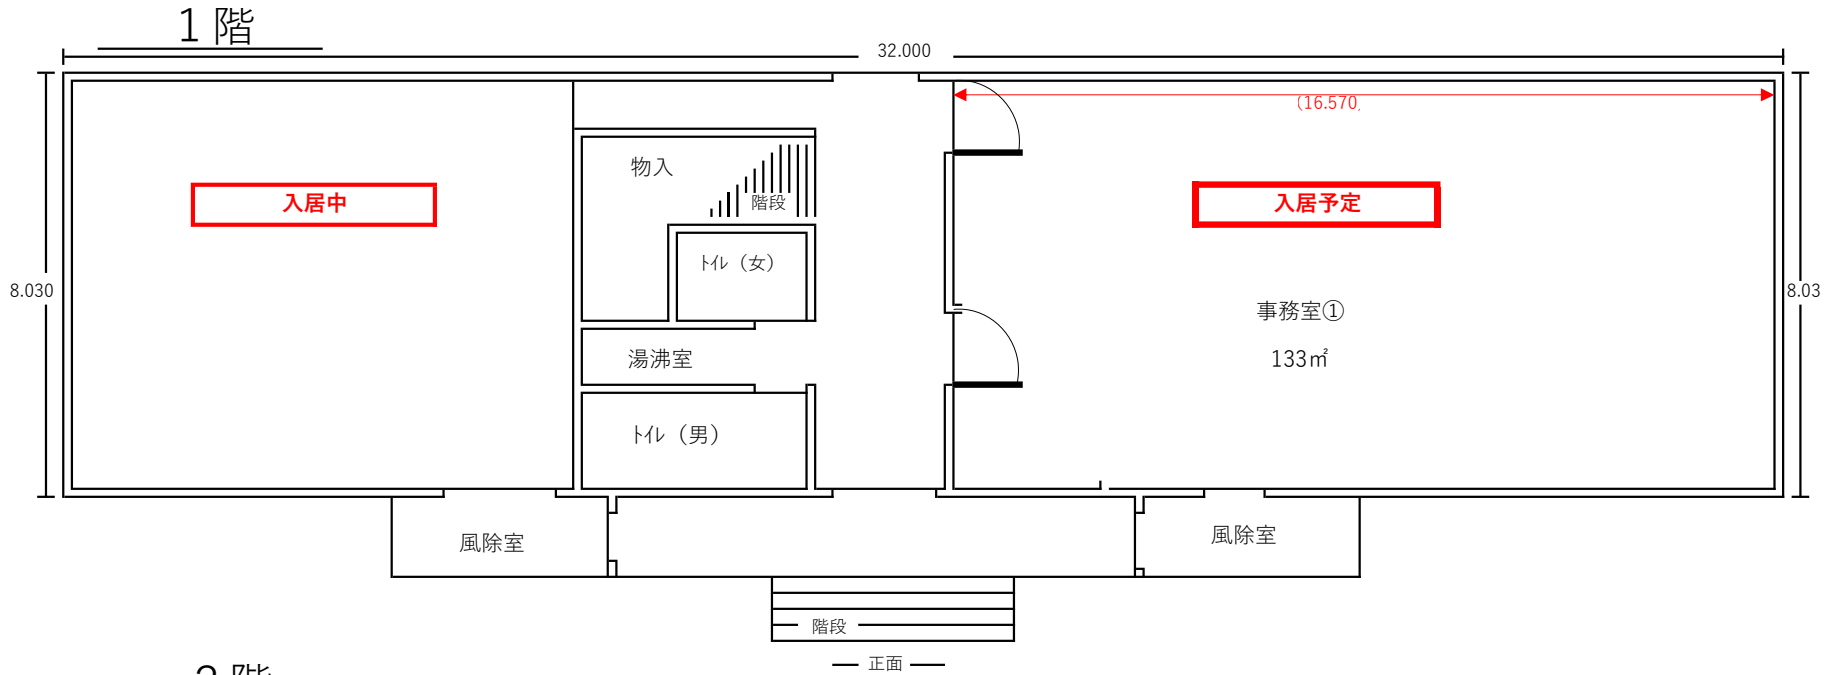 １階
32.000
(16.570
物入
階段
入居中
入居予定
ﾄｲﾚ（女）
8.030
8.03
事務室①
湯沸室
133㎡
ﾄｲﾚ（男）
風除室
風除室
階段
正面